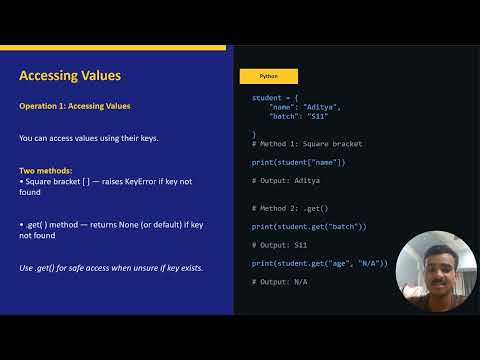 Accessing Values
Operation 1: Accessing Values
You can access values using their keys.
Two methods:
• Square bracket [ ] — raises KeyError if key not
found
• .get( ) method — returns None (or default) if key
not found
Use .get() for safe access when unsure if key exists.
Python
student = {
    "name": "Aditya",
    "batch": "S11"
}
# Method 1: Square bracket
print(student["name"])
# Output: Aditya
# Method 2: .get()
print(student.get("batch"))
# Output: S11
print(student.get("age", "N/A"))
# Output: N/A